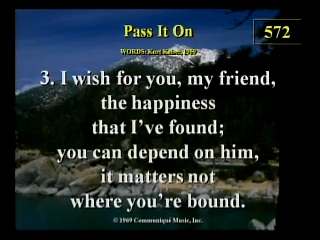 Pass It On
572
WORDS: Kurt Kaiser, 1969
3. I wish for you, my friend,
the happiness
that I've found;
you can depend on him,
it matters not
where you're bound.
© 1969 Communiqué Music, Inc.